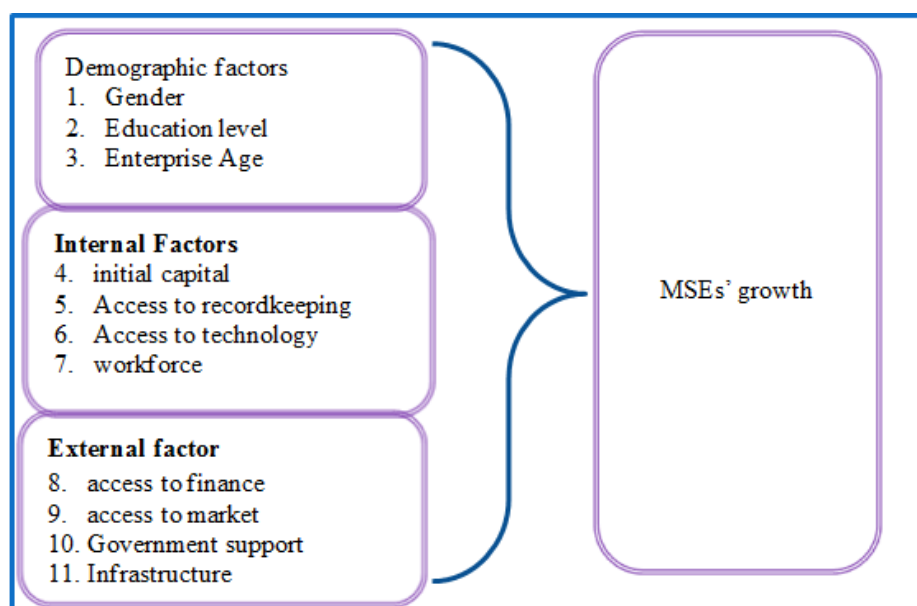 Demographic factors
1. Gender
2. Education level
3. Enterprise Age
Internal Factors
4. initial capital
5. Access to recordkeeping
6. Access to technology
7. workforce
External factor
8. access to finance
9. access to market
10. Government support
11. Infrastructure
MSEs’ growth